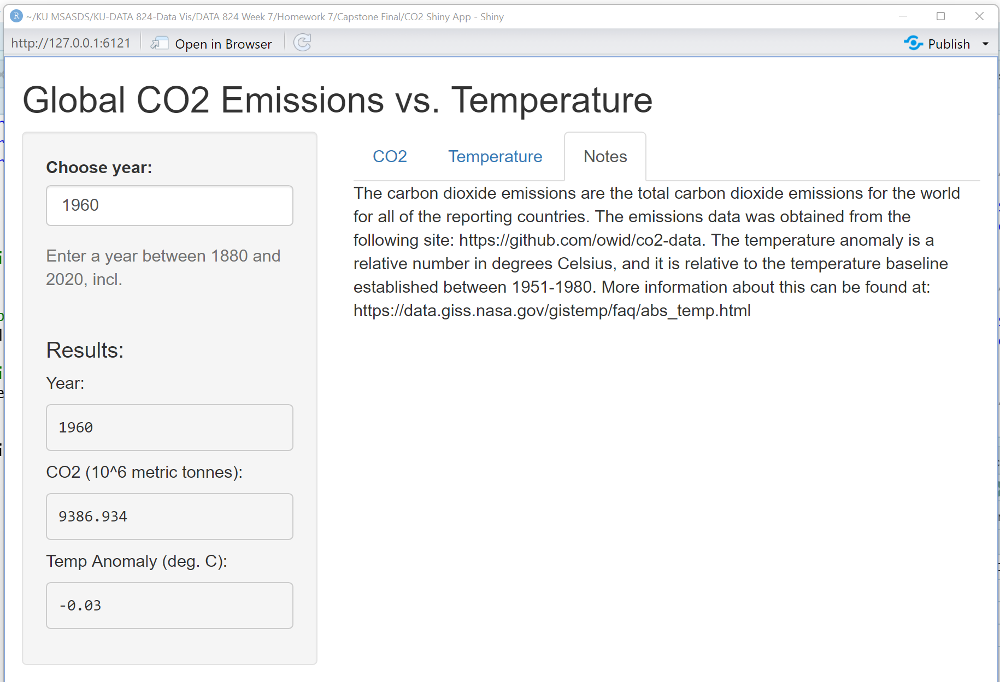 R ~/KU MSASDS/KU-DATA 824-Data Vis/DATA 824 Week 7/Homework 7/Capstone Final/CO2 Shiny App - Shiny
http://127.0.0.1:6121 Open in Browser Publish
Global CO2 Emissions vs. Temperature
Choose year:
1960
Enter a year between 1880 and
2020, incl.
Results:
Year:
1960
CO2 (10^6 metric tonnes):
9386.934
Temp Anomaly (deg. C):
-0.03
CO2 Temperature Notes
The carbon dioxide emissions are the total carbon dioxide emissions for the world
for all of the reporting countries. The emissions data was obtained from the
following site: https://github.com/owid/co2-data. The temperature anomaly is a
relative number in degrees Celsius, and it is relative to the temperature baseline
established between 1951-1980. More information about this can be found at:
https://data.giss.nasa.gov/gistemp/faq/abs_temp.html